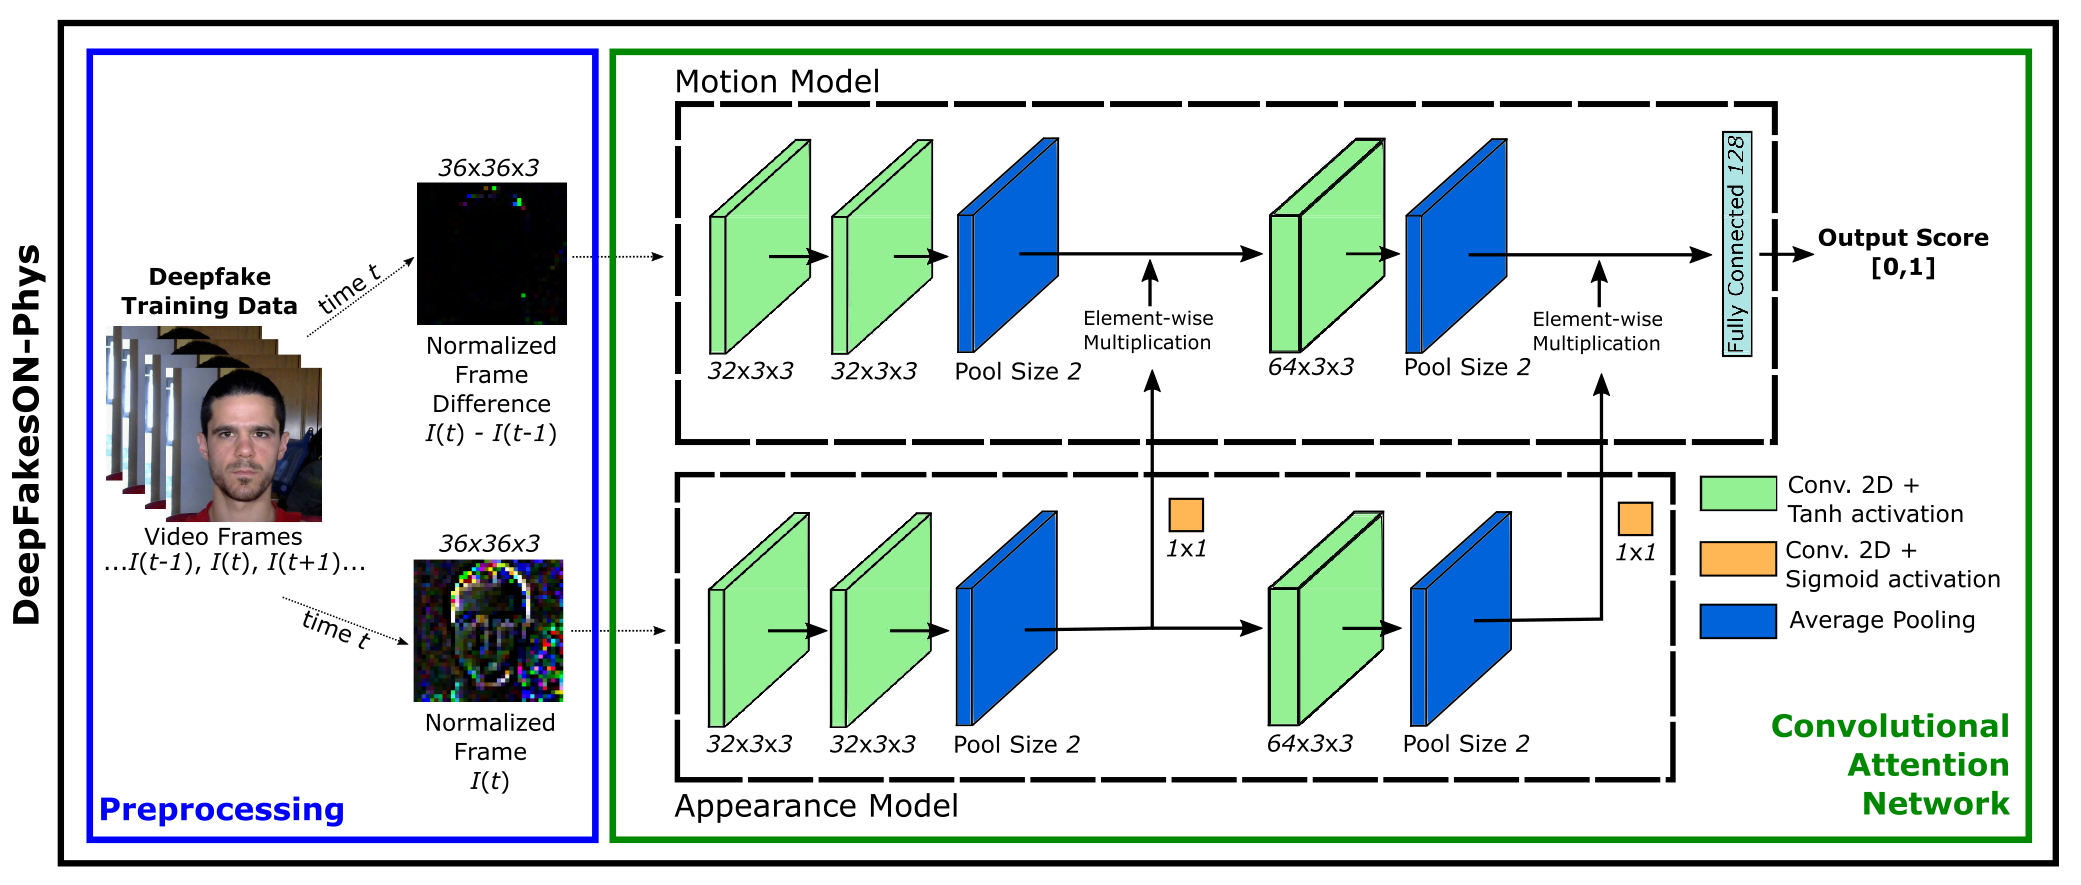 DeepFakesON-Phys
Deepfake
Training Data
Video Frames
...I(t-1), I(t), I(t+1)...
time t
time t
36x36x3
Normalized
Frame
Difference
I(t) - I(t-1)
36x36x3
Normalized
Frame
I(t)
Preprocessing
Motion Model
32x3x3
32x3x3
Pool Size 2
Element-wise
Multiplication
64x3x3
Pool Size 2
Element-wise
Multiplication
Fully Connected 128
Output Score
[0,1]
1x1
1x1
32x3x3
32x3x3
Pool Size 2
64x3x3
Pool Size 2
Appearance Model
Conv. 2D +
Tanh activation
Conv. 2D +
Sigmoid activation
Average Pooling
Convolutional
Attention
Network